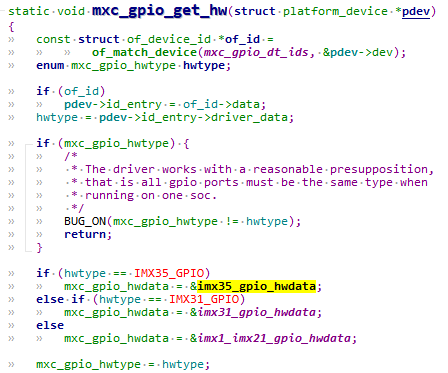 static void mxc_gpio_get_hw(struct platform_device *pdev)
{
const struct of_device_id *of_id =
of_match_device(mxc_gpio_dt_ids, &pdev->dev);
enum mxc_gpio_hwtype hwtype;
if (of_id)
pdev->id_entry = of_id->data;
hwtype = pdev->id_entry->driver_data;
if (mxc_gpio_hwtype) {
/*
* The driver works with a reasonable presupposition,
* that is all gpio ports must be the same type when
* running on one soc.
*/
BUG_ON(mxc_gpio_hwtype != hwtype);
return;
}
if (hwtype == IMX35_GPIO)
mxc_gpio_hwdata = &imx35_gpio_hwdata;
else if (hwtype == IMX31_GPIO)
mxc_gpio_hwdata = &imx31_gpio_hwdata;
else
mxc_gpio_hwdata = &imx1_imx21_gpio_hwdata;
mxc_gpio_hwtype = hwtype;